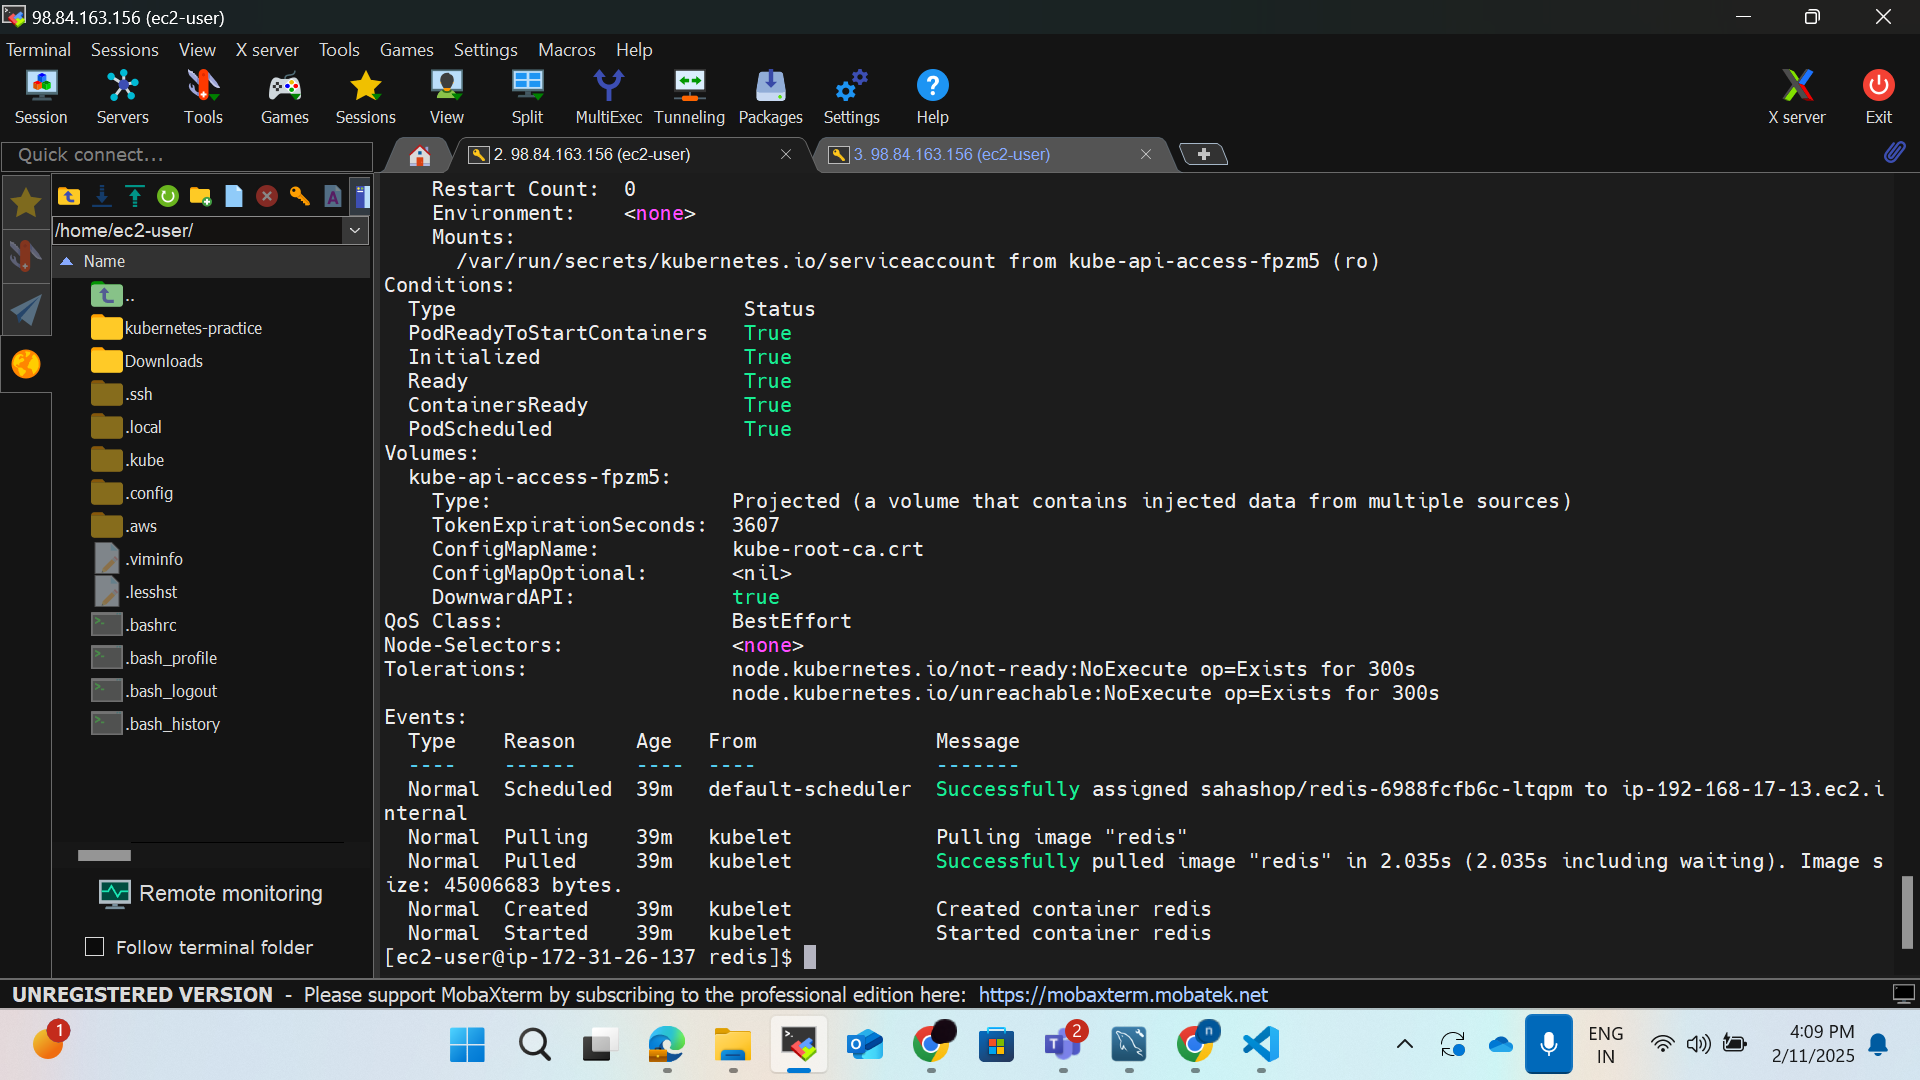 98.84.163.156 (ec2-user)
Terminal Sessions View X server Tools Games Settings Macros Help
Session Servers Tools Games Sessions View Split MultiExec Tunneling Packages Settings Help X server Exit
Quick connect...
2. 98.84.163.156 (ec2-user)
3. 98.84.163.156 (ec2-user)
/home/ec2-user/
Name
..
kubernetes-practice
Downloads
.ssh
.local
.kube
.config
.aws
.viminfo
.lesshst
.bashrc
.bash_profile
.bash_logout
.bash_history
Remote monitoring
Follow terminal folder
Restart Count: 0
Environment: <none>
Mounts:
/var/run/secrets/kubernetes.io/serviceaccount from kube-api-access-fpzm5 (ro)
Conditions:
Type Status
PodReadyToStartContainers True
Initialized True
Ready True
ContainersReady True
PodScheduled True
Volumes:
kube-api-access-fpzm5:
Type: Projected (a volume that contains injected data from multiple sources)
TokenExpirationSeconds: 3607
ConfigMapName: kube-root-ca.crt
ConfigMapOptional: <nil>
DownwardAPI: true
QoS Class: BestEffort
Node-Selectors: <none>
Tolerations: node.kubernetes.io/not-ready:NoExecute op=Exists for 300s
node.kubernetes.io/unreachable:NoExecute op=Exists for 300s
Events:
Type Reason Age From Message
---- ------ ---- ---- -------
Normal Scheduled 39m default-scheduler Successfully assigned sahashop/redis-6988fcfb6c-ltqpm to ip-192-168-17-13.ec2.i
nternal
Normal Pulling 39m kubelet Pulling image "redis"
Normal Pulled 39m kubelet Successfully pulled image "redis" in 2.035s (2.035s including waiting). Image s
ize: 45006683 bytes.
Normal Created 39m kubelet Created container redis
Normal Started 39m kubelet Started container redis
[ec2-user@ip-172-31-26-137 redis]$
UNREGISTERED VERSION - Please support MobaXterm by subscribing to the professional edition here: https://mobaxterm.mobatek.net
1
2
n
ENG
IN
4:09 PM
2/11/2025